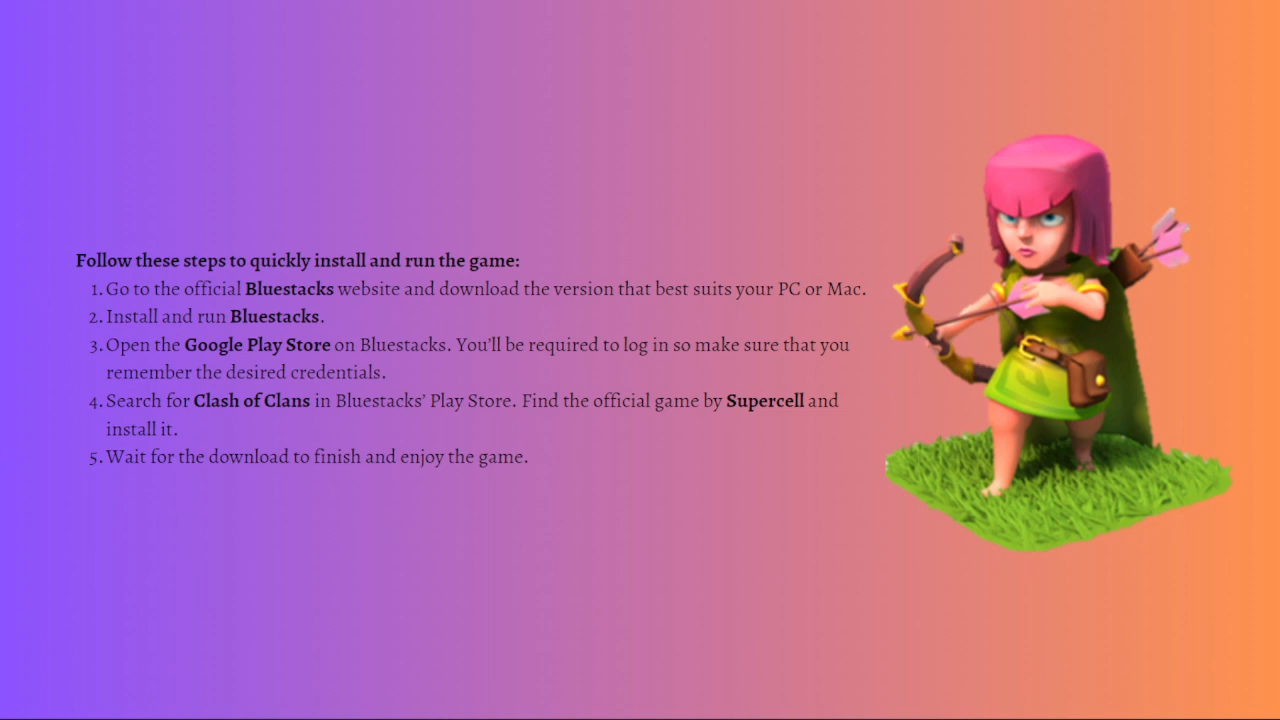 Follow these steps to quickly install and run the game:
1. Go to the official Bluestacks website and download the version that best suits your PC or Mac.
2. Install and run Bluestacks.
3. Open the Google Play Store on Bluestacks. You'll be required to log in so make sure that you
remember the desired credentials.
4. Search for Clash of Clans in Bluestacks’ Play Store. Find the official game by Supercell and
install it.
5. Wait for the download to finish and enjoy the game.